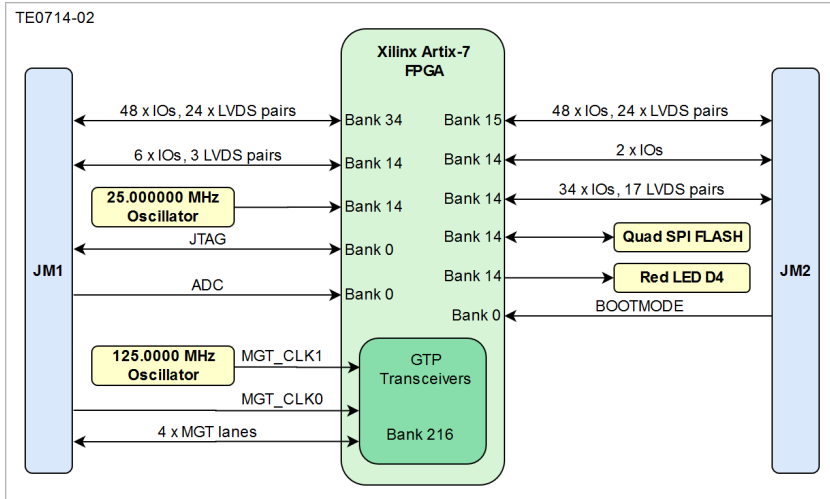 TE0714-02
Xilinx Artix-7
FPGA
JM1
48 x IOs, 24 x LVDS pairs
Bank 34
6 x IOs, 3 LVDS pairs
Bank 14
25.000000 MHz
Oscillator
Bank 14
JTAG
Bank 0
ADC
Bank 0
125.0000 MHz
Oscillator
MGT_CLK1
MGT_CLK0
4 x MGT lanes
GTP
Transceivers
Bank 216
Bank 15
48 x IOs, 24 x LVDS pairs
Bank 14
2 x IOs
Bank 14
34 x IOs, 17 LVDS pairs
Bank 14
Quad SPI FLASH
Bank 14
Red LED D4
Bank 0
BOOTMODE
JM2